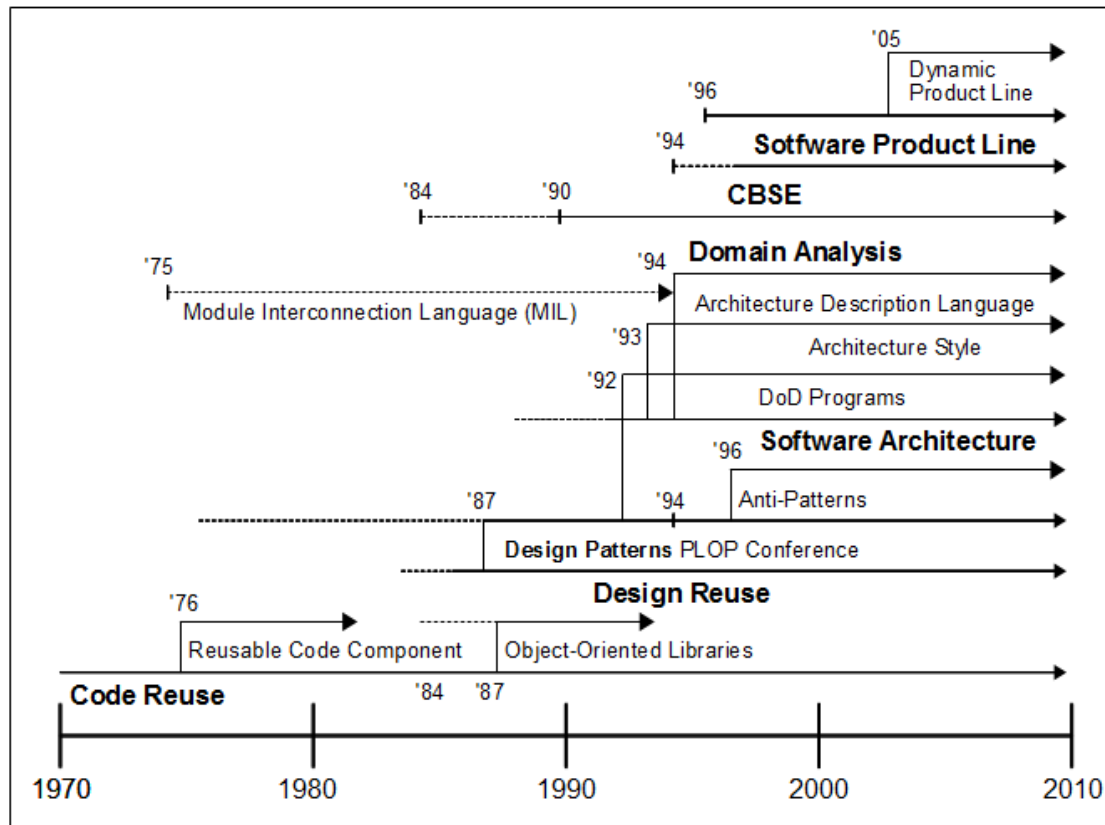 '05
Dynamic
Product Line
'96
Sotfware Product Line
'94
CBSE
'84
'90
Domain Analysis
'94
'75
Module Interconnection Language (MIL)
Architecture Description Language
'93
Architecture Style
'92
DoD Programs
Software Architecture
'96
Anti-Patterns
'87
'94
Design Patterns PLOP Conference
Design Reuse
'76
Reusable Code Component
Object-Oriented Libraries
'84
'87
Code Reuse
1970
1980
1990
2000
2010